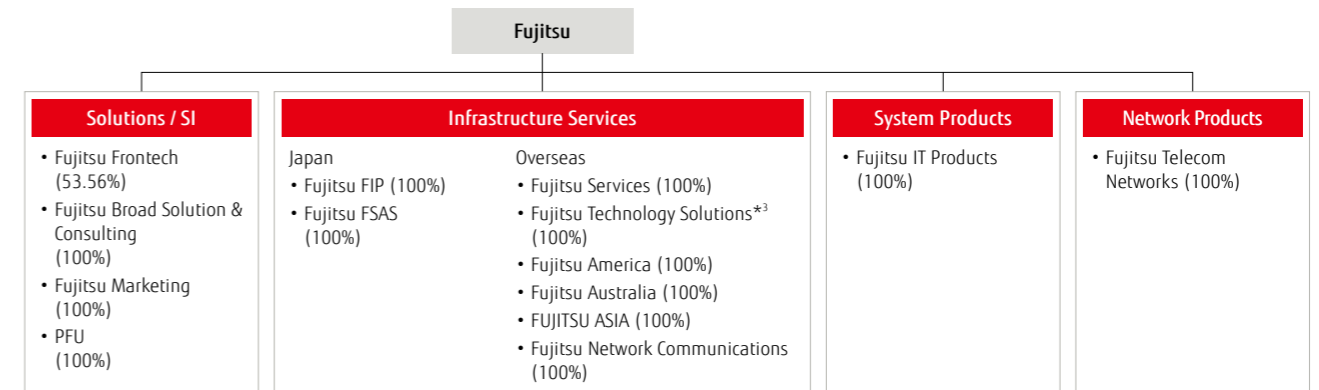 Fujitsu
Solutions / SI
• Fujitsu Frontech
(53.56%)
• Fujitsu Broad Solution &
Consulting
(100%)
• Fujitsu Marketing
(100%)
• PFU
(100%)
Infrastructure Services
Japan
• Fujitsu FIP (100%)
• Fujitsu FSAS
(100%)
Overseas
• Fujitsu Services (100%)
• Fujitsu Technology Solutions*3
(100%)
• Fujitsu America (100%)
• Fujitsu Australia (100%)
• FUJITSU ASIA (100%)
• Fujitsu Network Communications
(100%)
System Products
• Fujitsu IT Products
(100%)
Network Products
• Fujitsu Telecom
Networks (100%)